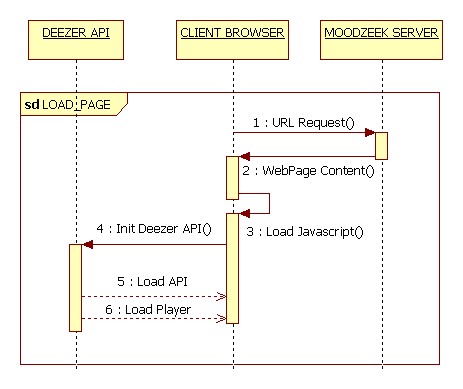 DEEZER API
CLIENT BROWSER
MOODZEEK SERVER
sd LOAD_PAGE
1 : URL Request()
2 : WebPage Content()
3 : Load Javascript()
4 : Init Deezer API()
5 : Load API
6 : Load Player